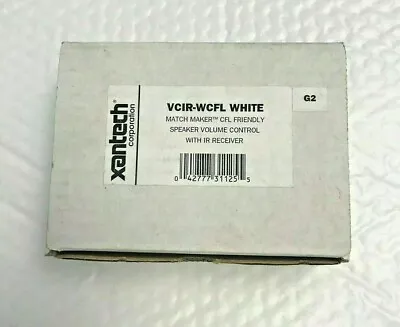 xantech
corporation
VCIR-WCFL WHITE
MATCH MAKER™ CFL FRIENDLY
SPEAKER VOLUME CONTROL
WITH IR RECEIVER
0 42777 31125 5
G2